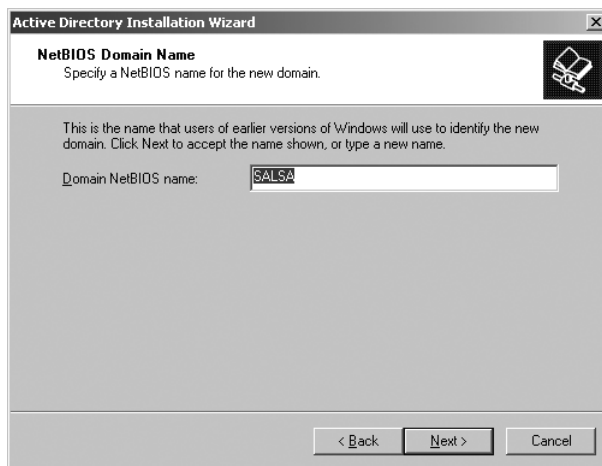 Active Directory Installation Wizard
NetBIOS Domain Name
Specify a NetBIOS name for the new domain.
This is the name that users of earlier versions of Windows will use to identify the new
domain. Click Next to accept the name shown, or type a new name.
Domain NetBIOS name: SALSA
< Back Next > Cancel